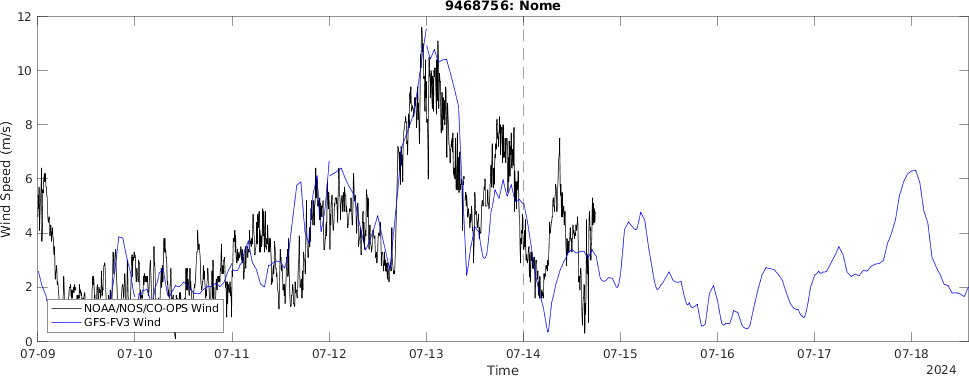 9468756: Nome
Wind Speed (m/s)
12
10
8
6
4
2
0
NOAA/NOS/CO-OPS Wind
GFS-FV3 Wind
07-09 07-10 07-11 07-12 07-13 07-14 07-15 07-16 07-17 07-18
Time
2024